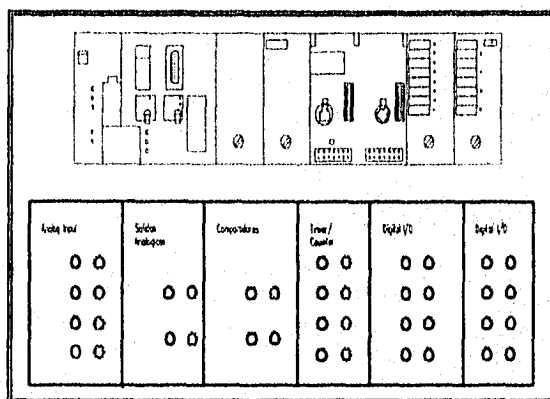 Analog Input
Salidas
Analogicas
Comparadores
Timer/
Counter
Digital I/O
Digital I/O